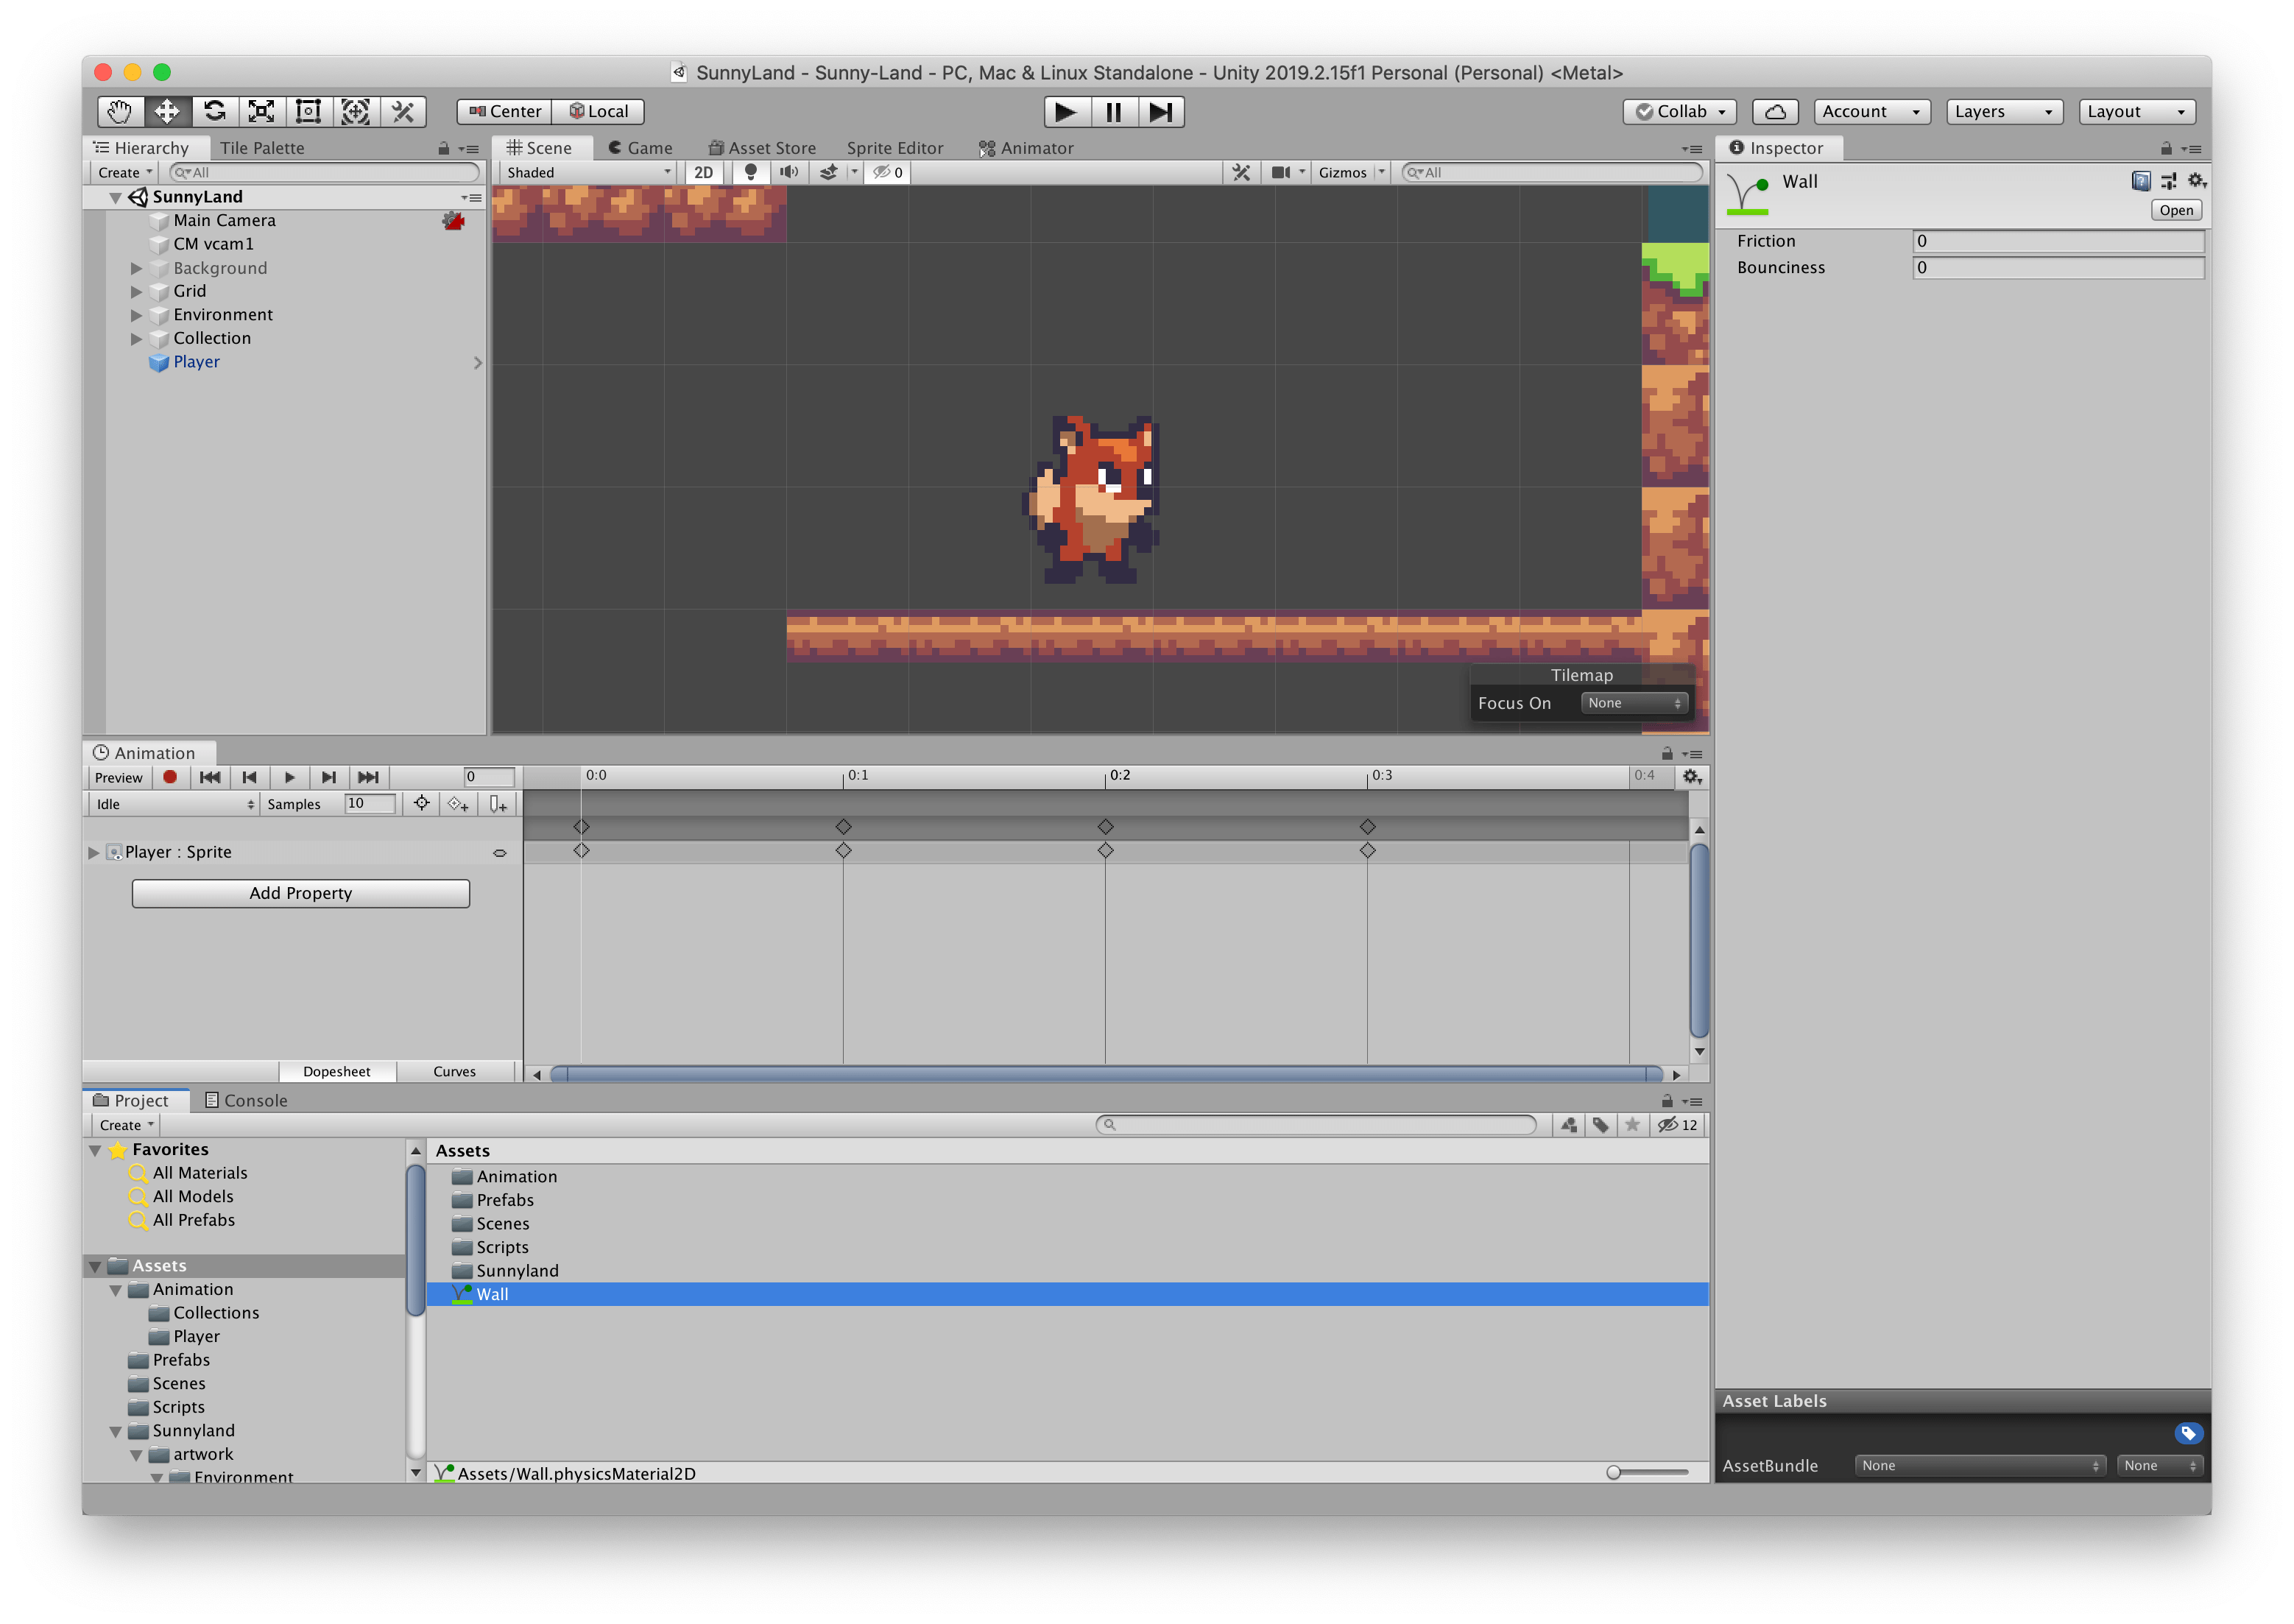 SunnyLand - Sunny-Land - PC, Mac & Linux Standalone - Unity 2019.2.15f1 Personal (Personal) <Metal>
Center Local Collab Account Layers Layout
Hierarchy Tile Palette
Create All
SunnyLand
Main Camera
CM vcam1
Background
Grid
Environment
Collection
Player
Scene Game Asset Store Sprite Editor Animator
Shaded 2D 0 Gizmos All
Tilemap
Focus On None
Inspector
Wall
Open
Friction 0
Bounciness 0
Animation
Preview 0 0:0 0:1 0:2 0:3 0:4
Idle Samples 10
Player : Sprite
Add Property
Dopesheet Curves
Project Console
Create 12
Favorites
All Materials
All Models
All Prefabs
Assets
Animation
Collections
Player
Prefabs
Scenes
Scripts
Sunnyland
artwork
Environment
Assets
Animation
Prefabs
Scenes
Scripts
Sunnyland
Wall
Assets/Wall.physicsMaterial2D
Asset Labels
AssetBundle None None